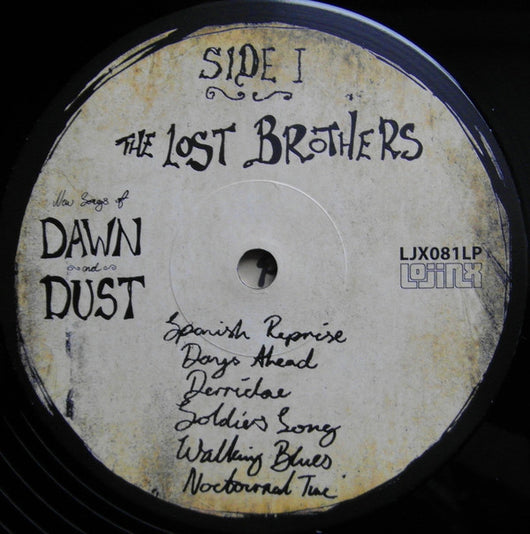 SIDE I
THE LOST BROTHERS
New Songs of
DAWN
and
DUST
LJX081LP
LOJINX
Spanish Reprise
Days Ahead
Derridae
Soldiers Song
Walking Blues
Nocturnal Tune